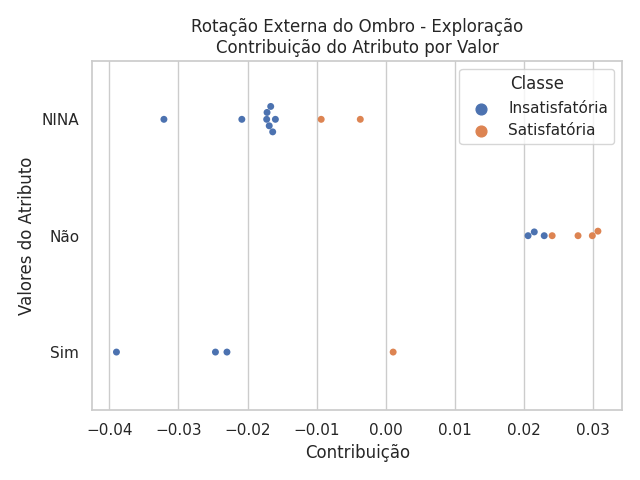 Rotação Externa do Ombro - Exploração
Contribuição do Atributo por Valor
Classe
Insatisfatória
Satisfatória
Valores do Atributo
NINA
Não
Sim
−0.04 −0.03 −0.02 −0.01 0.00 0.01 0.02 0.03
Contribuição